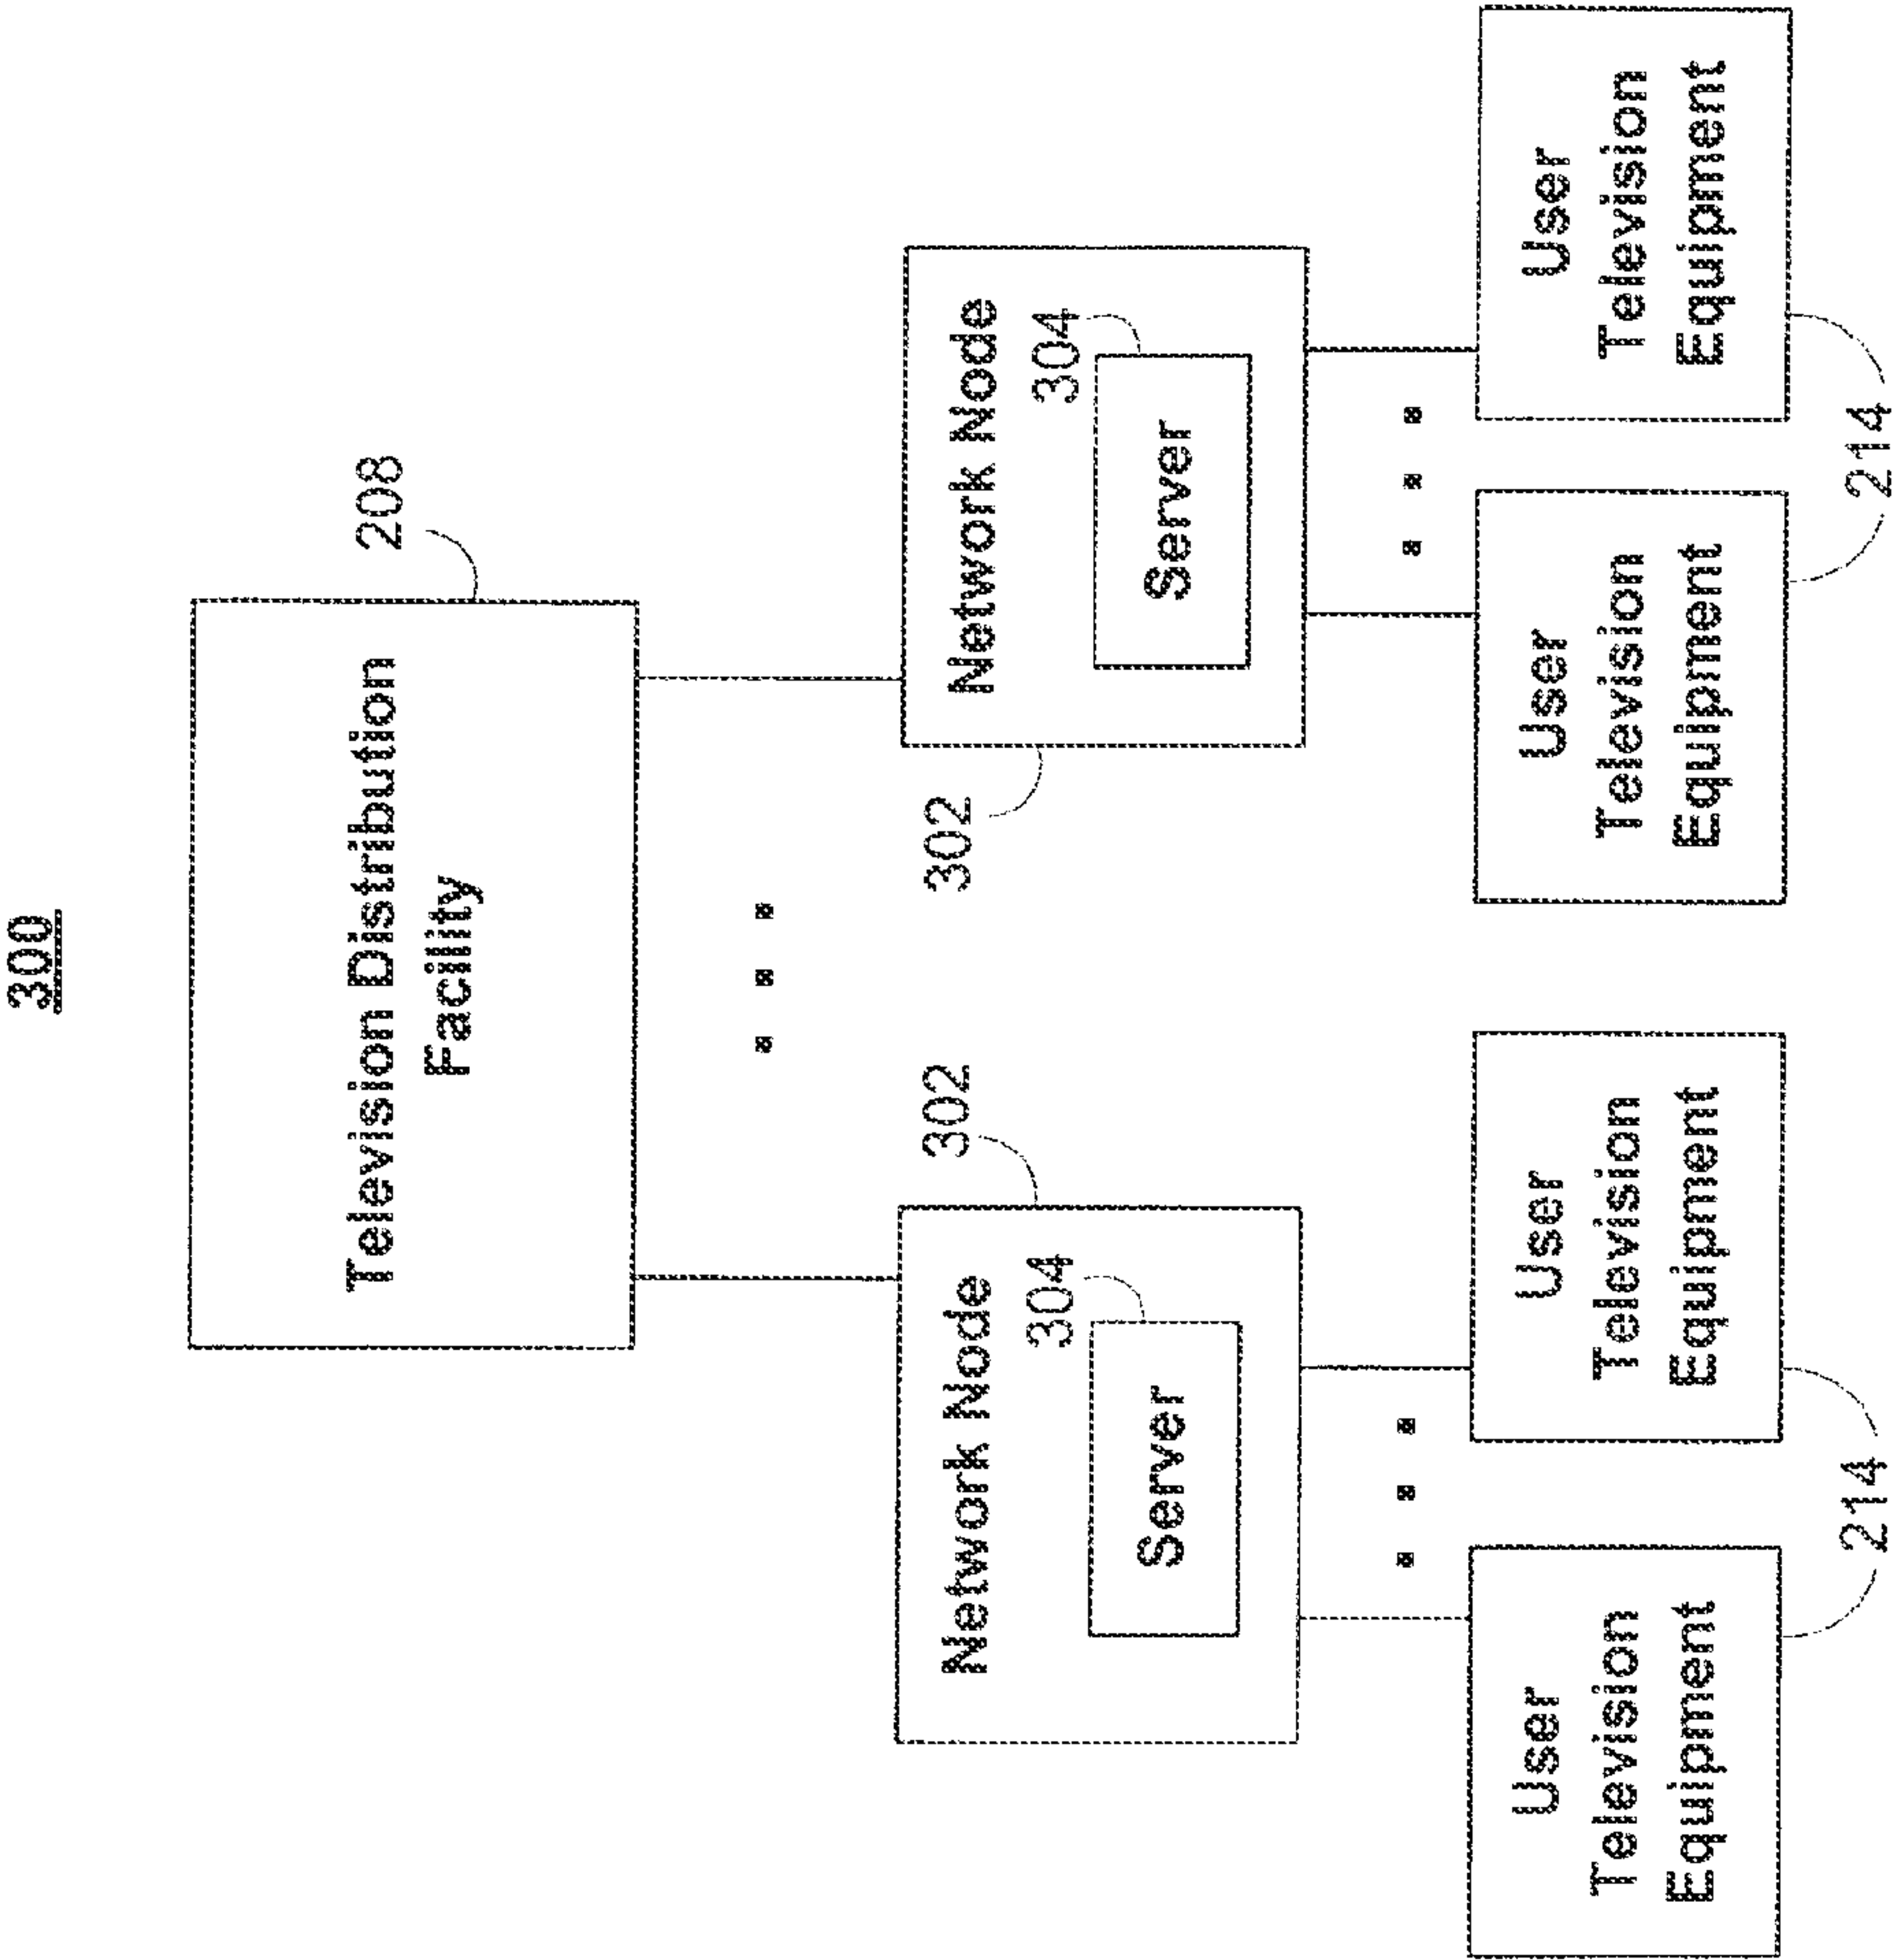 300
Television Distribution
Facility
208
302
Network Node
304
Server
302
Network Node
304
Server
User
Television
Equipment
User
Television
Equipment
User
Television
Equipment
User
Television
Equipment
214
214